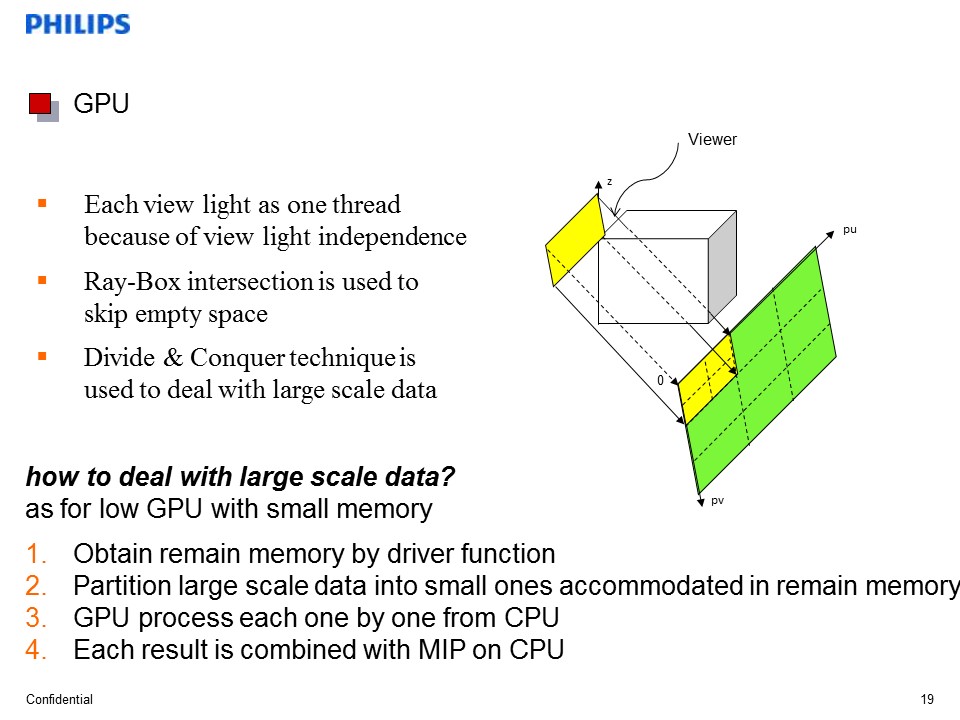 PHILIPS
GPU
Each view light as one thread
because of view light independence
Ray-Box intersection is used to
skip empty space
Divide & Conquer technique is
used to deal with large scale data
Viewer
z
pu
0
pv
how to deal with large scale data?
as for low GPU with small memory
1. Obtain remain memory by driver function
2. Partition large scale data into small ones accommodated in remain memory
3. GPU process each one by one from CPU
4. Each result is combined with MIP on CPU
Confidential
19